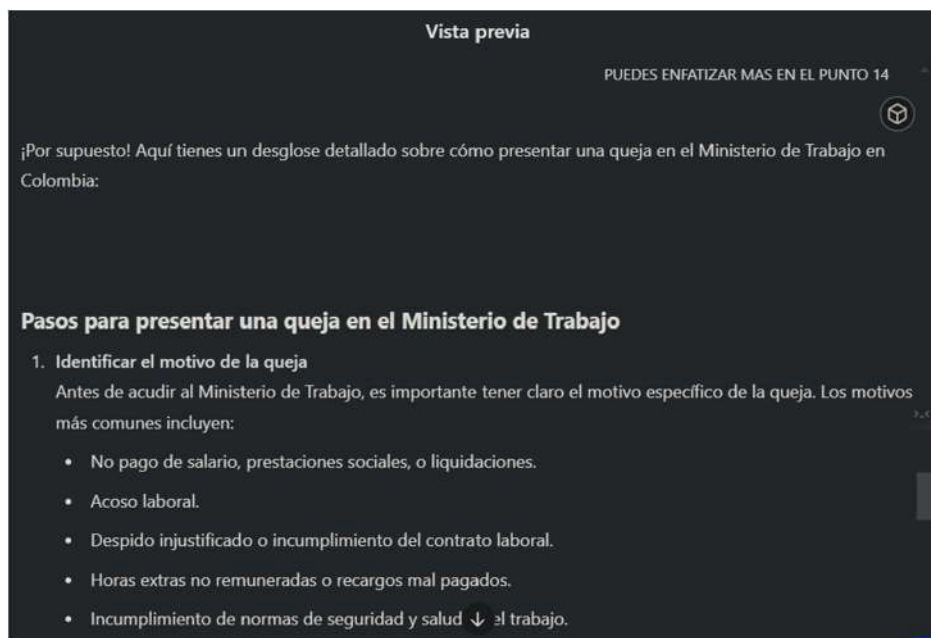 Vista previa
PUEDES ENFATIZAR MAS EN EL PUNTO 14
¡Por supuesto! Aquí tienes un desglose detallado sobre cómo presentar una queja en el Ministerio de Trabajo en
Colombia:
Pasos para presentar una queja en el Ministerio de Trabajo
1. Identificar el motivo de la queja
Antes de acudir al Ministerio de Trabajo, es importante tener claro el motivo específico de la queja. Los motivos
más comunes incluyen:
• No pago de salario, prestaciones sociales, o liquidaciones.
• Acoso laboral.
• Despido injustificado o incumplimiento del contrato laboral.
• Horas extras no remuneradas o recargos mal pagados.
• Incumplimiento de normas de seguridad y salud el trabajo.